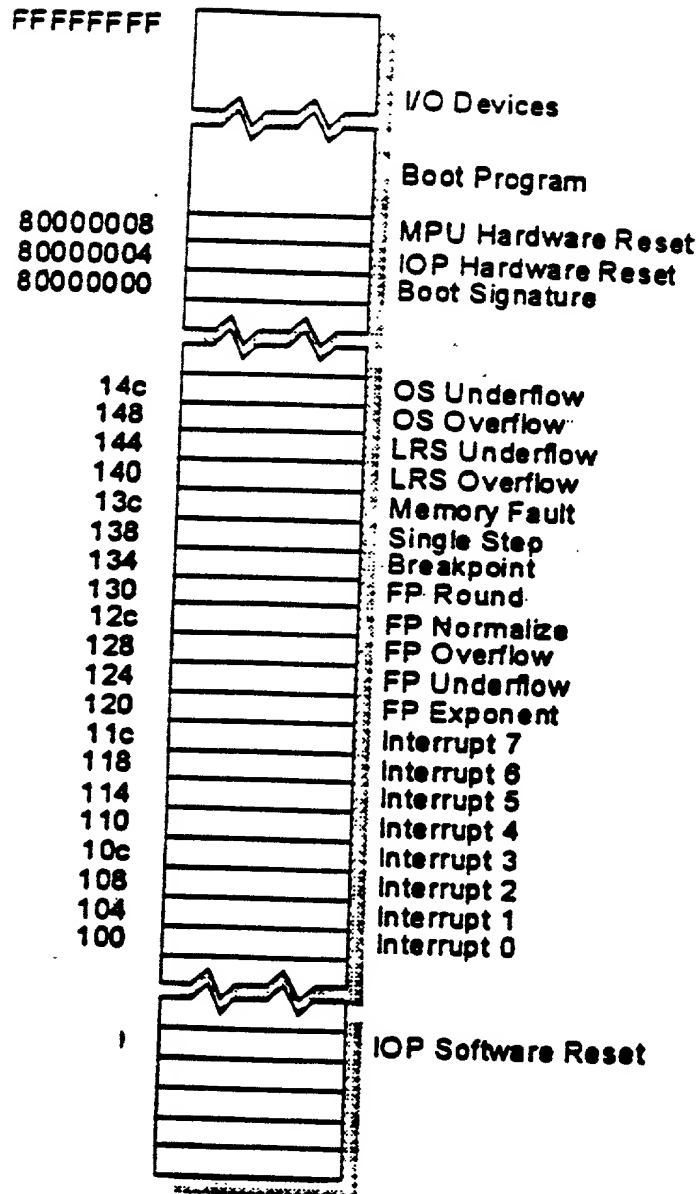 FFFFFFFF
I/O Devices
Boot Program
80000008 MPU Hardware Reset
80000004 IOP Hardware Reset
80000000 Boot Signature
14c OS Underflow
148 OS Overflow
144 LRS Underflow
140 LRS Overflow
13c Memory Fault
138 Single Step
134 Breakpoint
130 FP Round
12c FP Normalize
128 FP Overflow
124 FP Underflow
120 FP Exponent
11c Interrupt 7
118 Interrupt 6
114 Interrupt 5
110 Interrupt 4
10c Interrupt 3
108 Interrupt 2
104 Interrupt 1
100 Interrupt 0
IOP Software Reset